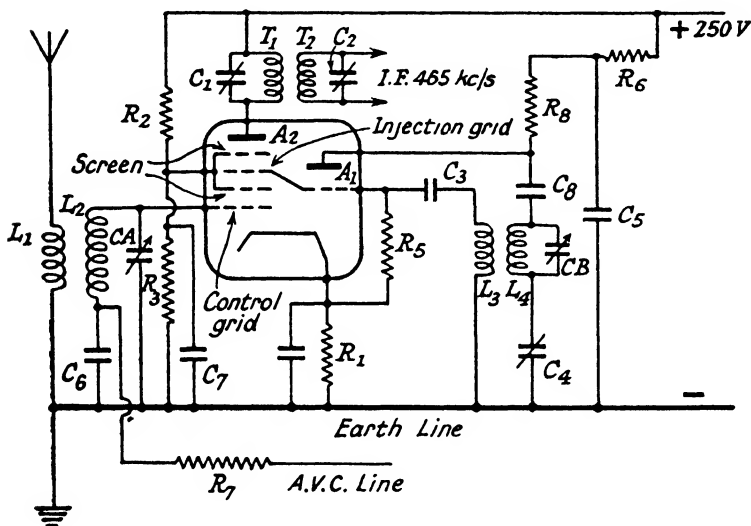 + 250 V
T1 T2 C2
C1
I.F. 465 kc/s
R6
R2
R8
A2
Injection grid
Screen
A1
C3
C8
L2
C5
L1
CA
R5
R3
L3 L4 CB
Control
grid
C6
C7
R1
C4
–
Earth Line
R7
A.V.C. Line